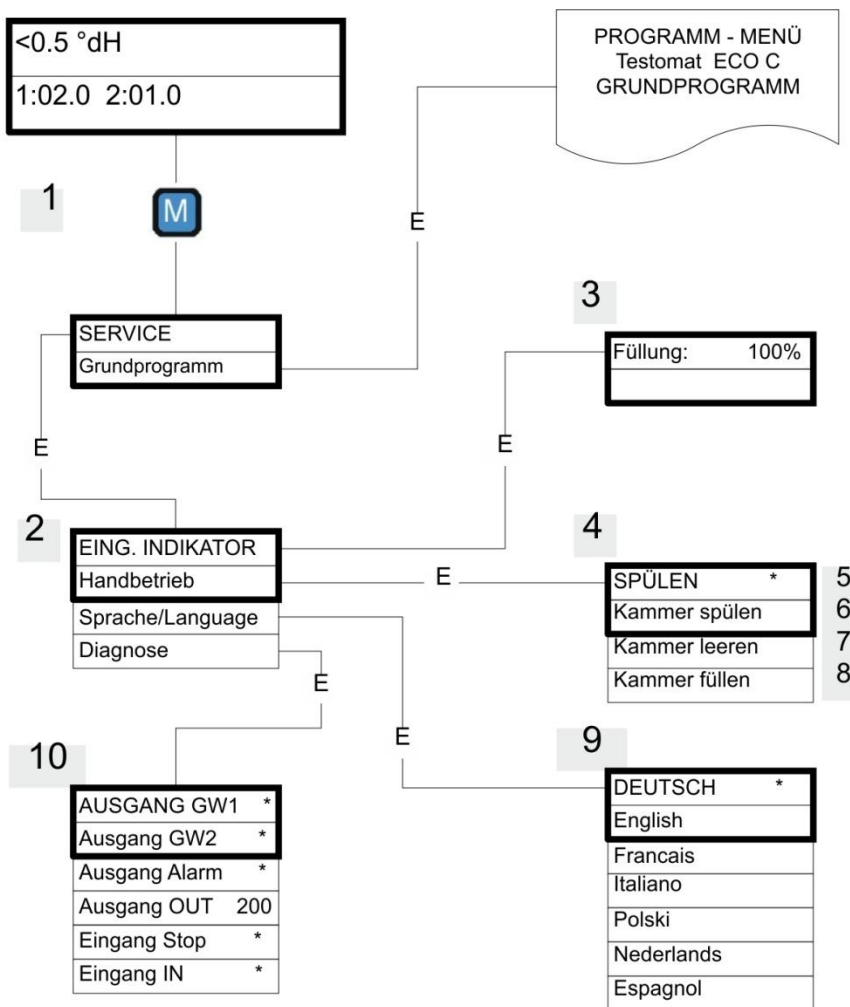 <0.5 °dH
1:02.0 2:01.0
PROGRAMM - MENÜ
Testomat ECO C
GRUNDPROGRAMM
1
M
E
SERVICE
Grundprogramm
3
Füllung: 100%
E
E
2
EING. INDIKATOR
Handbetrieb
Sprache/Language
Diagnose
E
4
SPÜLEN * 5
Kammer spülen 6
Kammer leeren 7
Kammer füllen 8
E
E
10
AUSGANG GW1 *
Ausgang GW2 *
Ausgang Alarm *
Ausgang OUT 200
Eingang Stop *
Eingang IN *
9
DEUTSCH *
English
Francais
Italiano
Polski
Nederlands
Espagnol